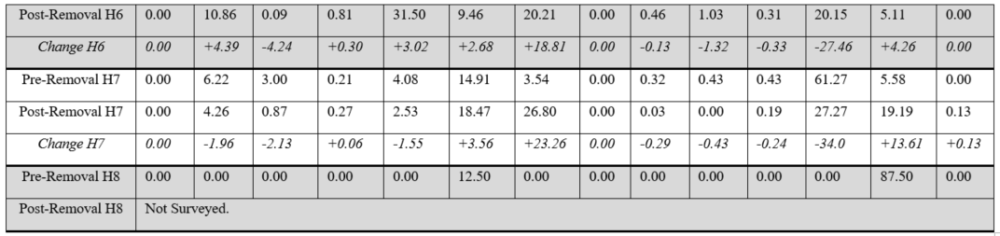 Post-Removal H6 0.00 10.86 0.09 0.81 31.50 9.46 20.21 0.00 0.46 1.03 0.31 20.15 5.11 0.00
Change H6 0.00 +4.39 -4.24 +0.30 +3.02 +2.68 +18.81 0.00 -0.13 -1.32 -0.33 -27.46 +4.26 0.00
Pre-Removal H7 0.00 6.22 3.00 0.21 4.08 14.91 3.54 0.00 0.32 0.43 0.43 61.27 5.58 0.00
Post-Removal H7 0.00 4.26 0.87 0.27 2.53 18.47 26.80 0.00 0.03 0.00 0.19 27.27 19.19 0.13
Change H7 0.00 -1.96 -2.13 +0.06 -1.55 +3.56 +23.26 0.00 -0.29 -0.43 -0.24 -34.0 +13.61 +0.13
Pre-Removal H8 0.00 0.00 0.00 0.00 0.00 12.50 0.00 0.00 0.00 0.00 0.00 0.00 87.50 0.00
Post-Removal H8 Not Surveyed.